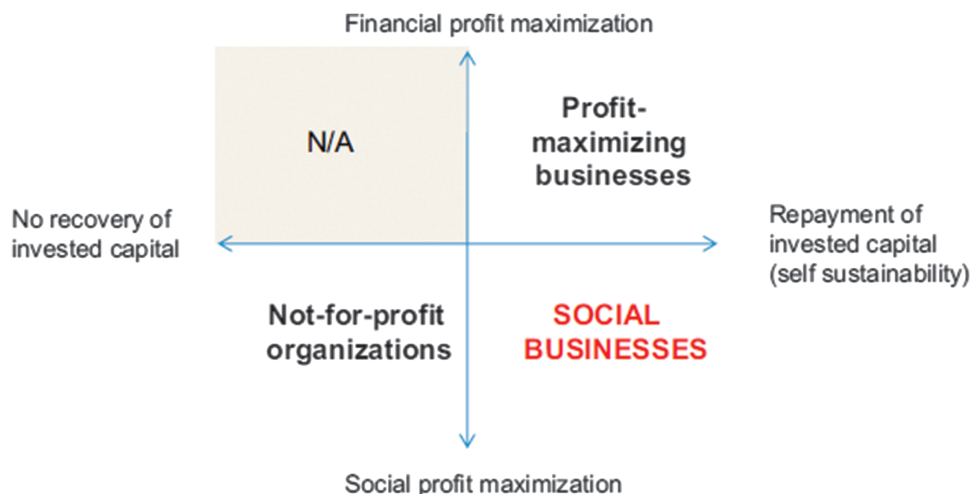 Financial profit maximization
N/A
Profit-
maximizing
businesses
No recovery of
invested capital
Repayment of
invested capital
(self sustainability)
Not-for-profit
organizations
SOCIAL
BUSINESSES
Social profit maximization